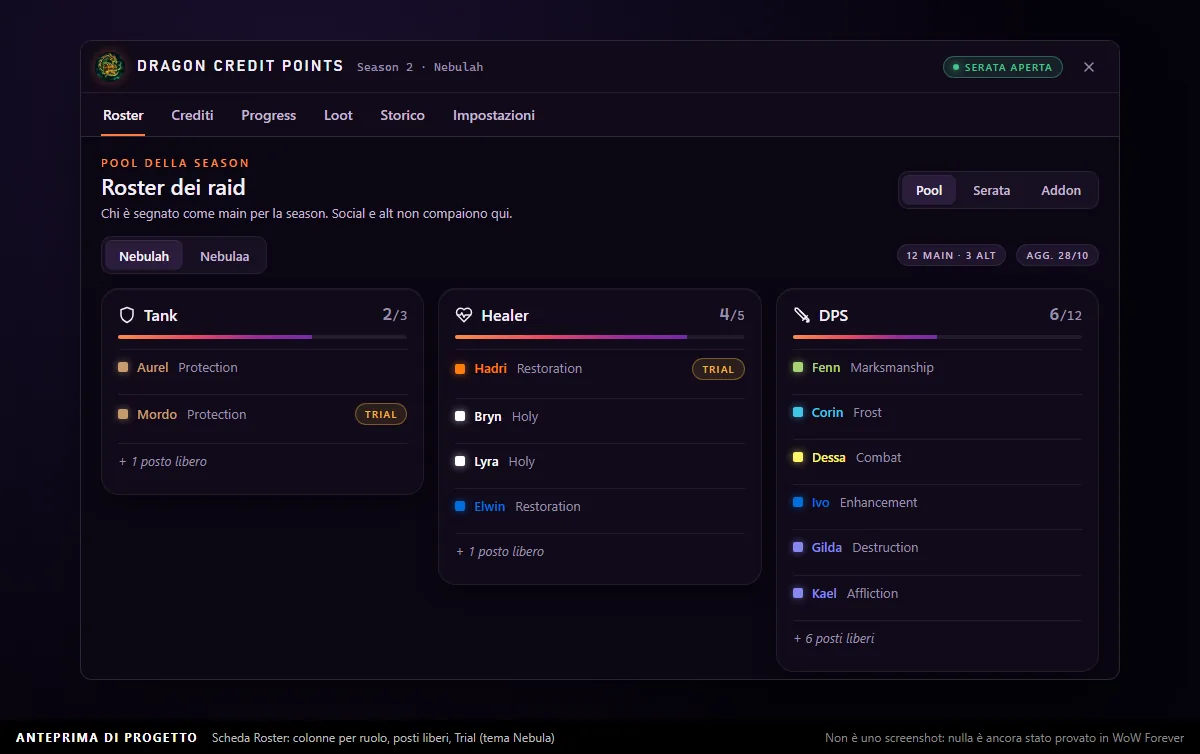 DRAGON CREDIT POINTS Season 2 · Nebulah
SERATA APERTA
Roster Crediti Progress Loot Storico Impostazioni
POOL DELLA SEASON
Roster dei raid
Chi è segnato come main per la season. Social e alt non compaiono qui.
Pool Serata Addon
Nebulah Nebulaa
12 MAIN · 3 ALT AGG. 28/10
Tank 2/3
Aurel Protection
Mordo Protection TRIAL
+ 1 posto libero
Healer 4/5
Hadri Restoration TRIAL
Bryn Holy
Lyra Holy
Elwin Restoration
+ 1 posto libero
DPS 6/12
Fenn Marksmanship
Corin Frost
Dessa Combat
Ivo Enhancement
Gilda Destruction
Kael Affliction
+ 6 posti liberi
ANTEPRIMA DI PROGETTO Scheda Roster: colonne per ruolo, posti liberi, Trial (tema Nebula)
Non è uno screenshot: nulla è ancora stato provato in WoW Forever